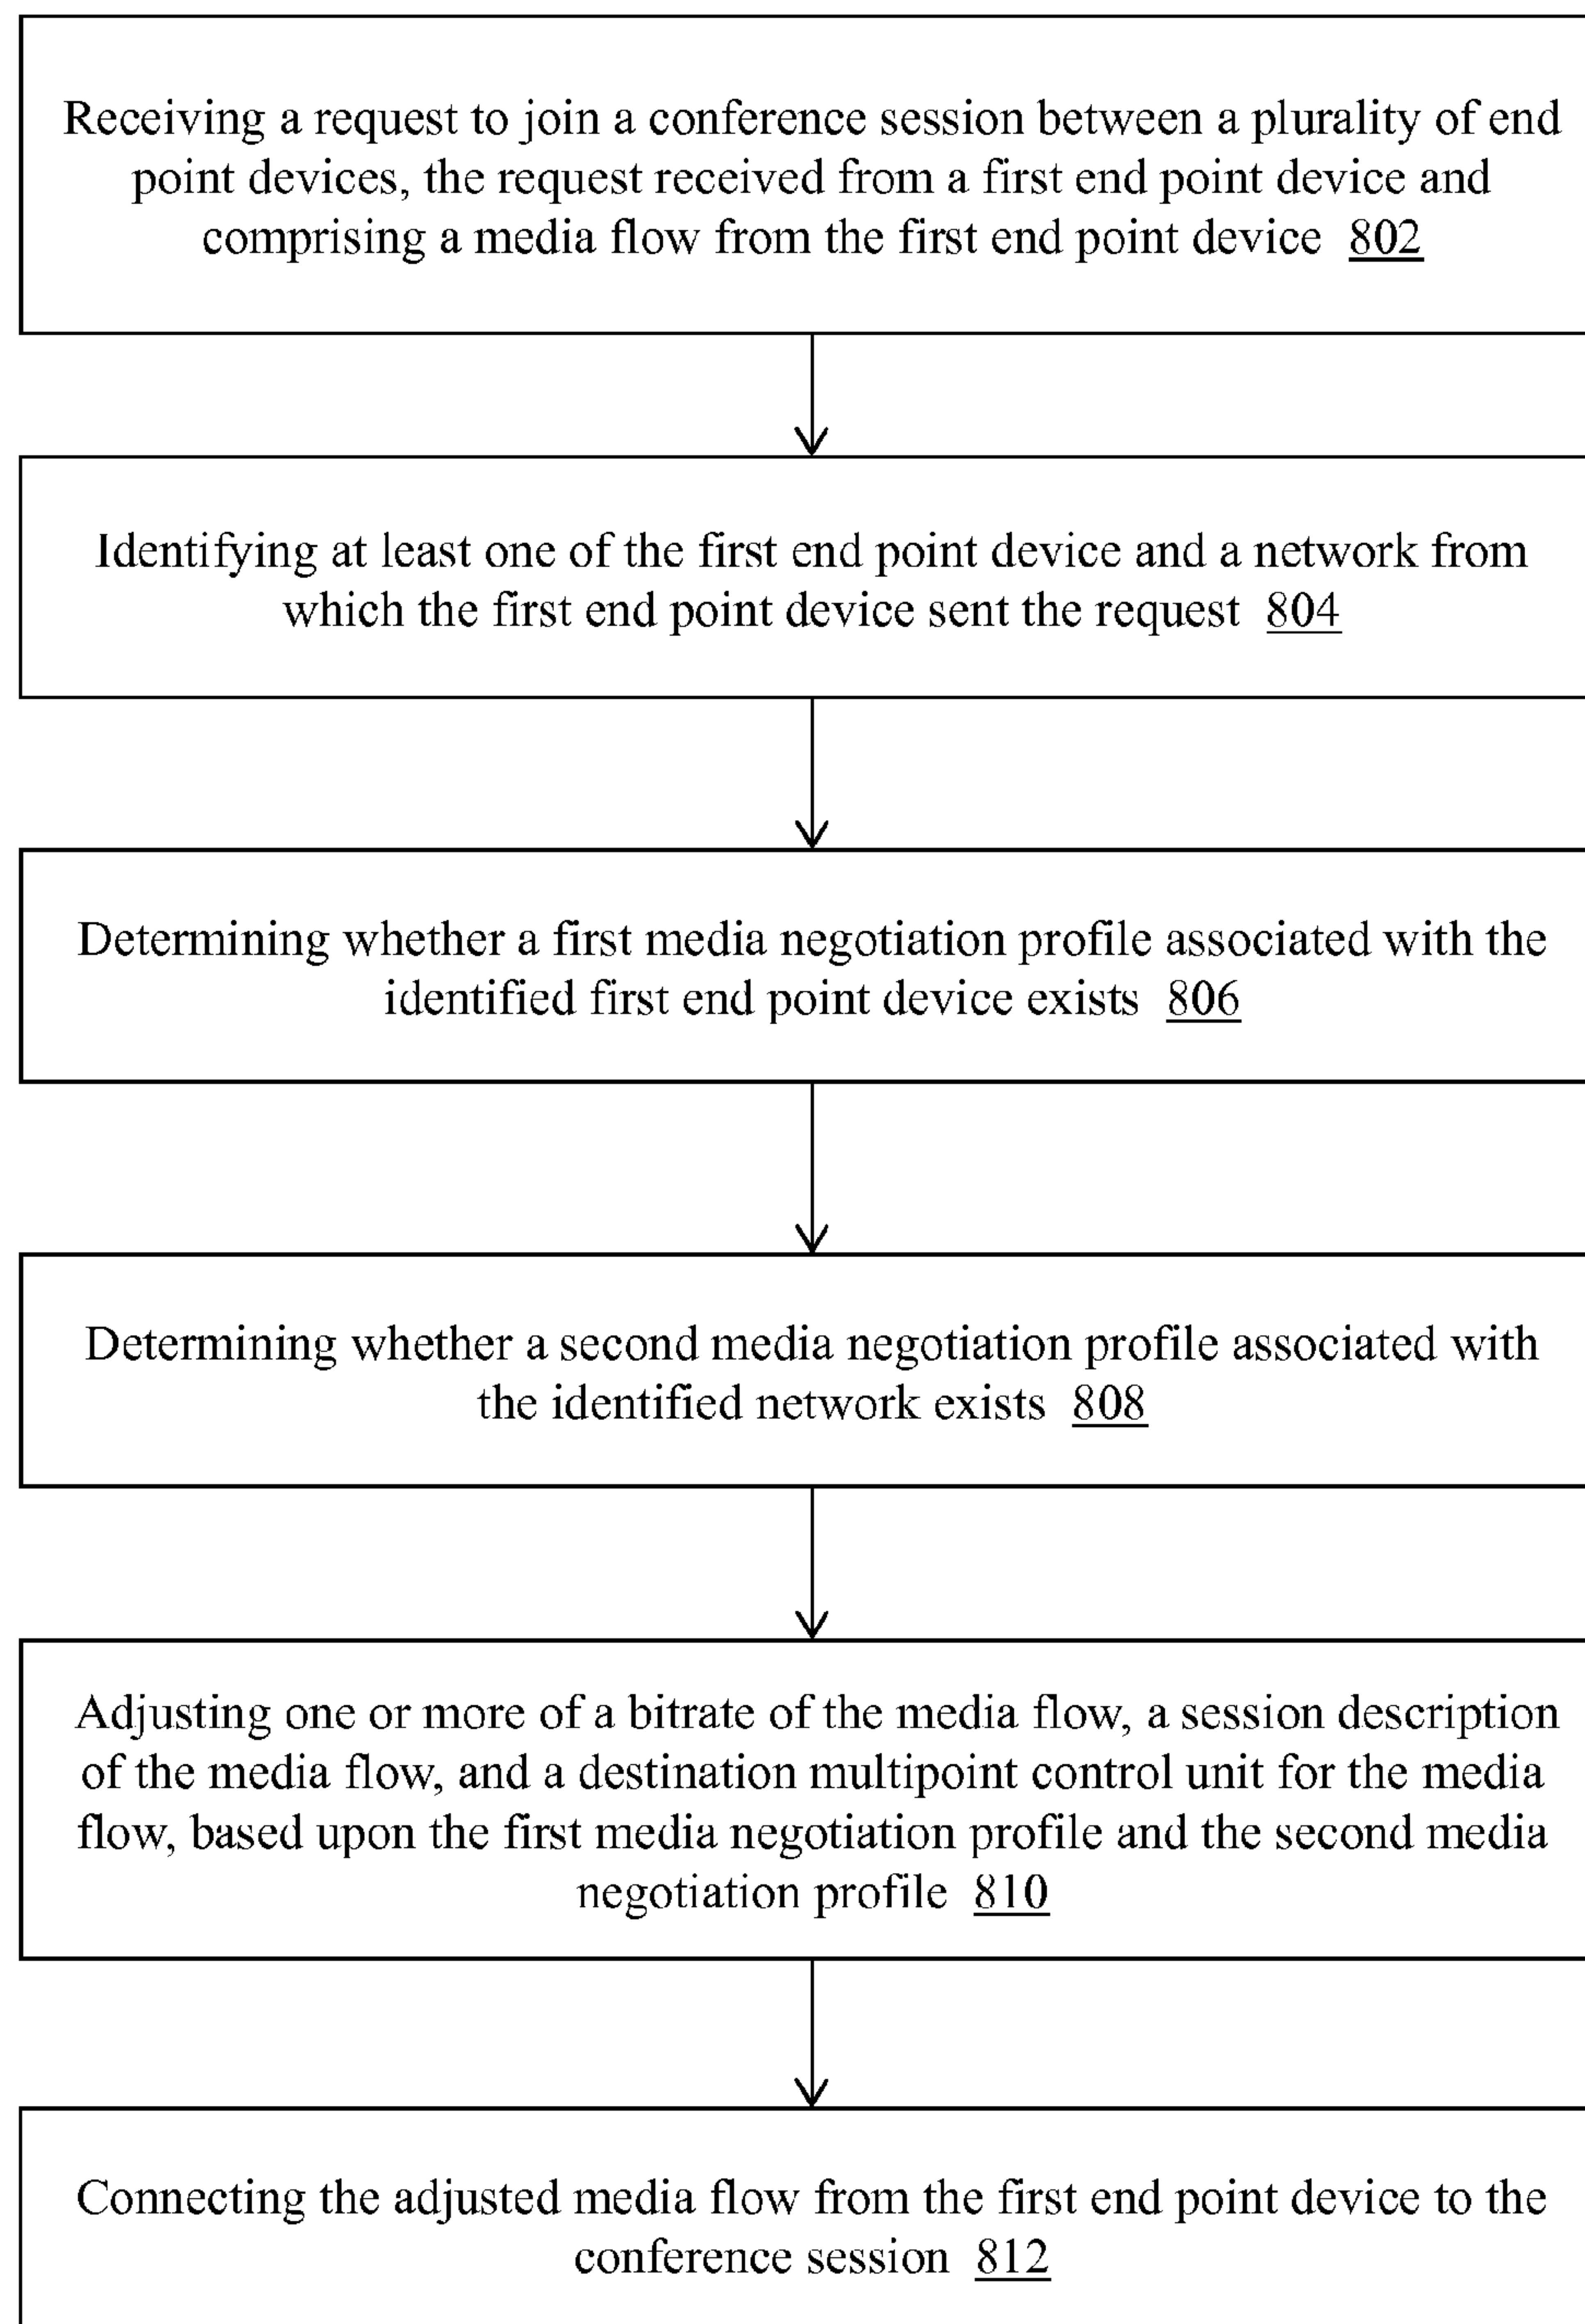 Receiving a request to join a conference session between a plurality of end
point devices, the request received from a first end point device and
comprising a media flow from the first end point device 802
Identifying at least one of the first end point device and a network from
which the first end point device sent the request 804
Determining whether a first media negotiation profile associated with the
identified first end point device exists 806
Determining whether a second media negotiation profile associated with
the identified network exists 808
Adjusting one or more of a bitrate of the media flow, a session description
of the media flow, and a destination multipoint control unit for the media
flow, based upon the first media negotiation profile and the second media
negotiation profile 810
Connecting the adjusted media flow from the first end point device to the
conference session 812